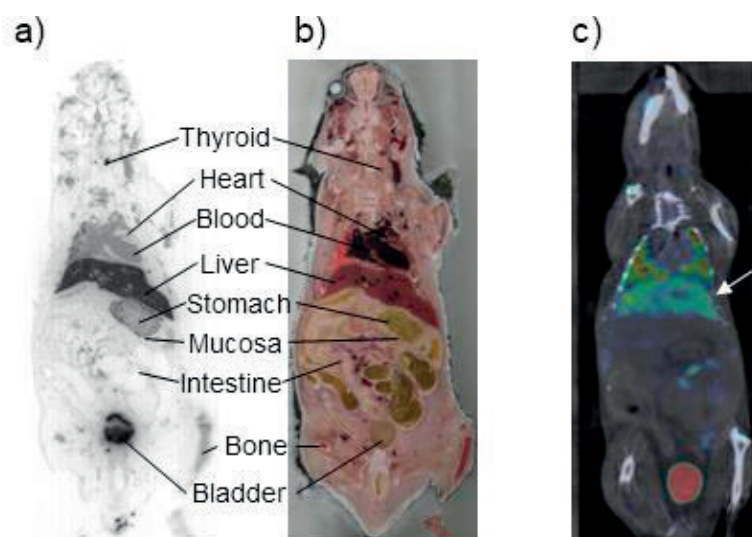 a)
b)
c)
Thyroid
Heart
Blood
Liver
Stomach
Mucosa
Intestine
Bone
Bladder